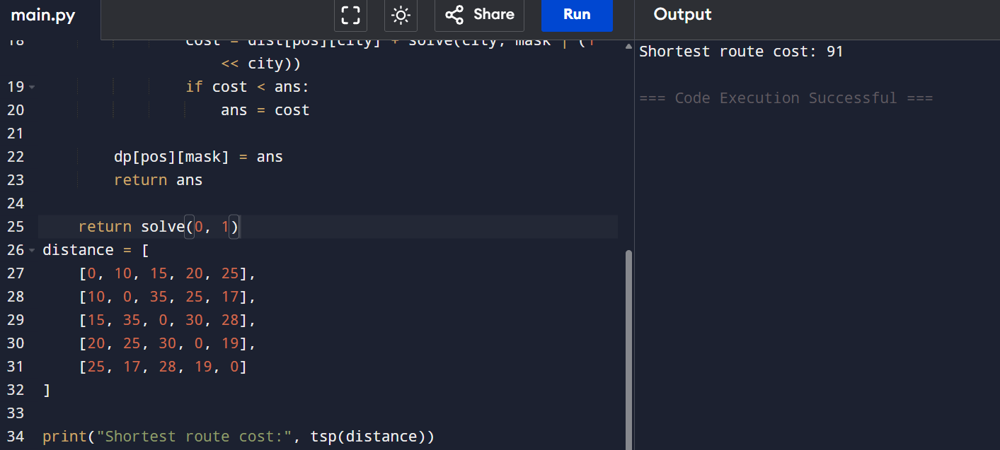 main.py
Share
Run
Output
18 cost = dist[pos][city] + solve(city, mask | (1
<< city))
19 if cost < ans:
20 ans = cost
21
22 dp[pos][mask] = ans
23 return ans
24
25 return solve(0, 1)
26 distance = [
27 [0, 10, 15, 20, 25],
28 [10, 0, 35, 25, 17],
29 [15, 35, 0, 30, 28],
30 [20, 25, 30, 0, 19],
31 [25, 17, 28, 19, 0]
32 ]
33
34 print("Shortest route cost:", tsp(distance))
Shortest route cost: 91
=== Code Execution Successful ===